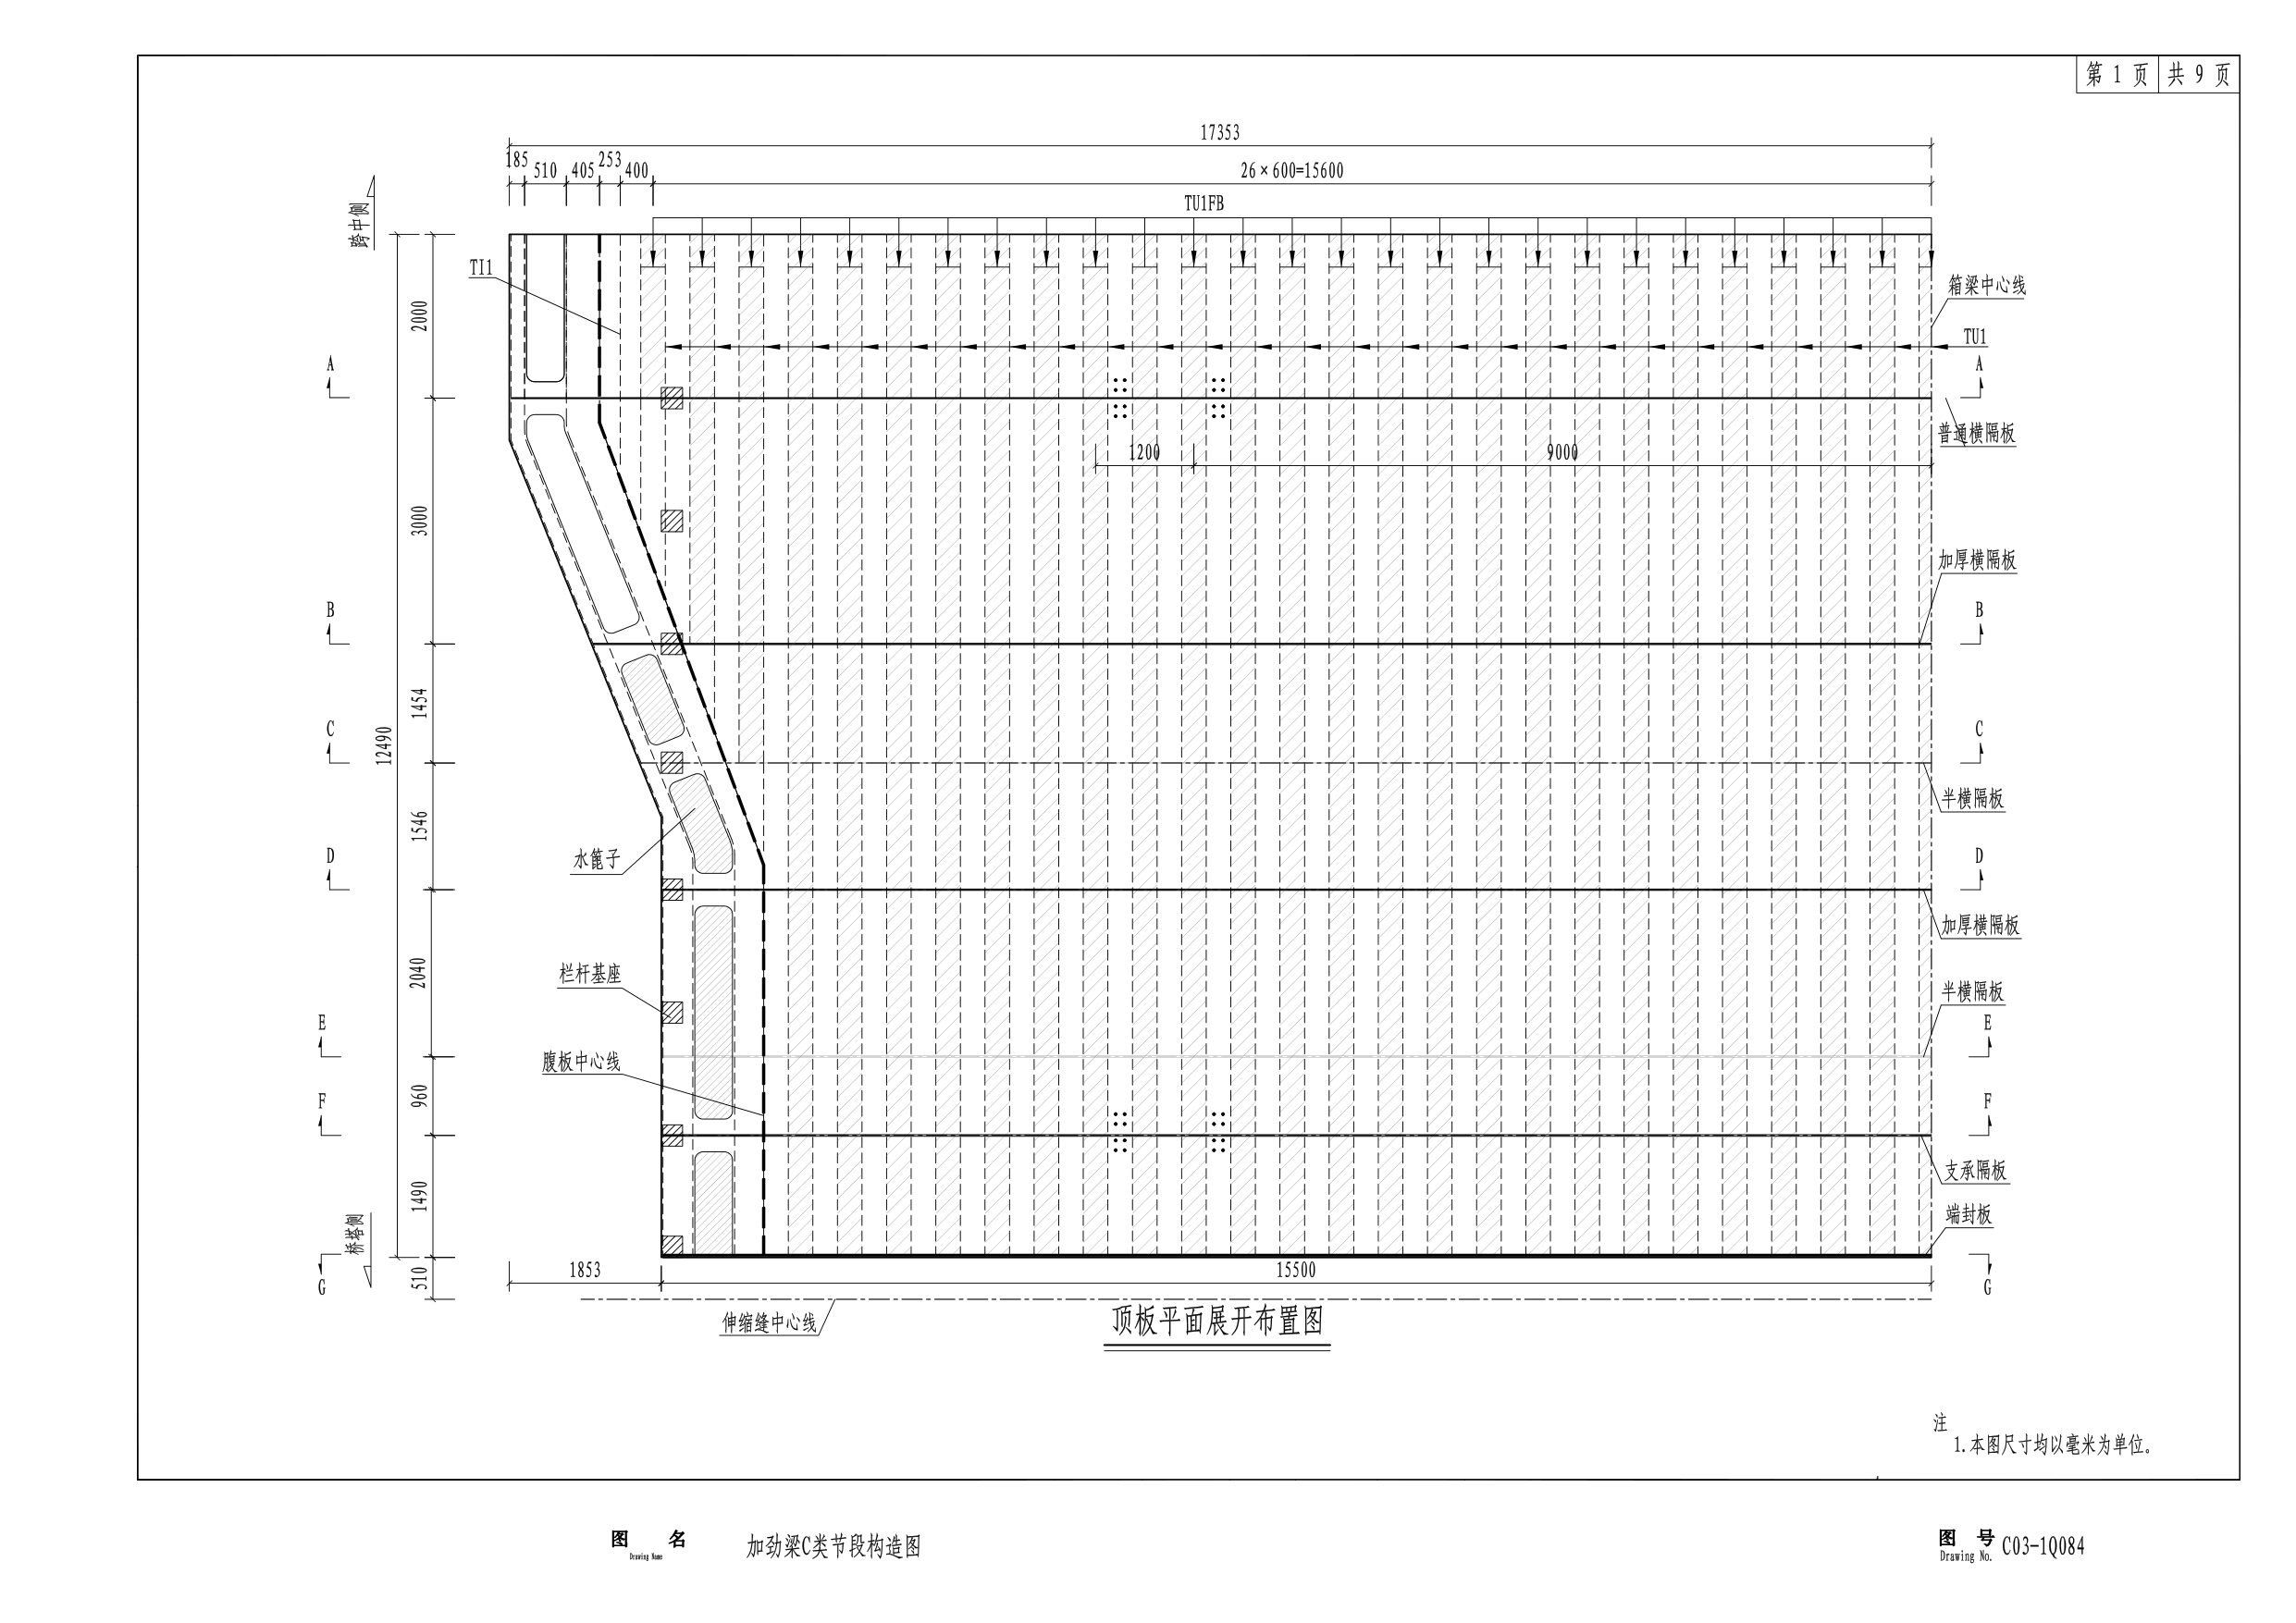 第 1 页 共 9 页
17353
185 510 405 253 400 26×600=15600
TU1FB
跨中侧
TI1
箱梁中心线
2000
TU1
A A
普通横隔板
1200 9000
3000
加厚横隔板
B B
1454
12490
C C
半横隔板
1546
水篦子
D D
加厚横隔板
2040
栏杆基座
半横隔板
E E
腹板中心线
960
F F
支承隔板
1490
端封板
桥塔侧
G G
510
1853 15500
伸缩缝中心线
顶板平面展开布置图
注
1.本图尺寸均以毫米为单位。
图 名 加劲梁C类节段构造图
Drawing Name
图 号 C03-1Q084
Drawing No.